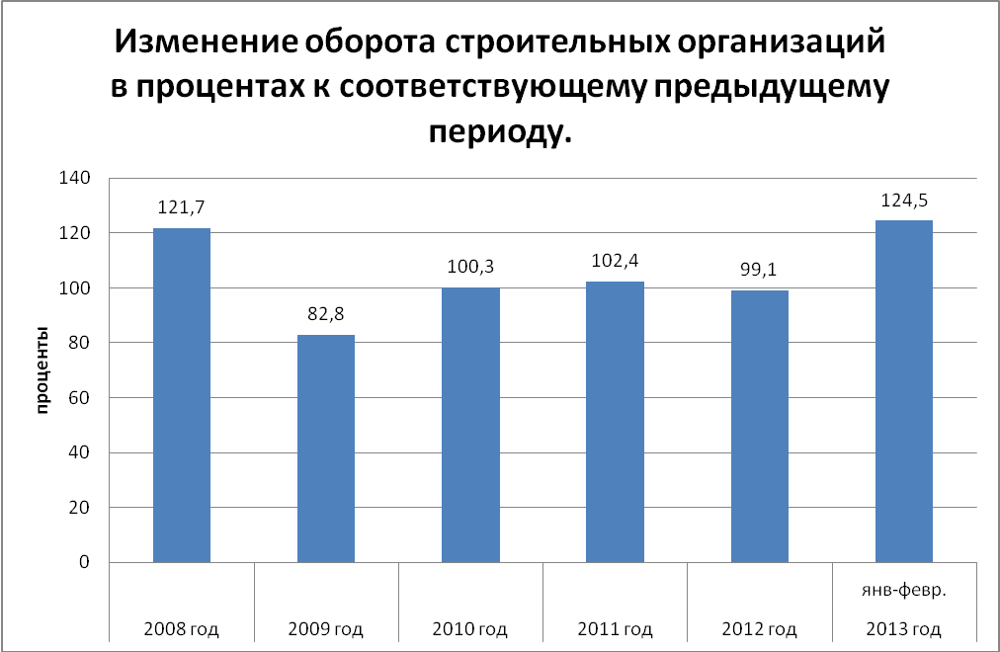 Изменение оборота строительных организаций
в процентах к соответствующему предыдущему
периоду.
проценты
140
120
100
80
60
40
20
0
121,7
82,8
100,3
102,4
99,1
124,5
янв-февр.
2008 год
2009 год
2010 год
2011 год
2012 год
2013 год